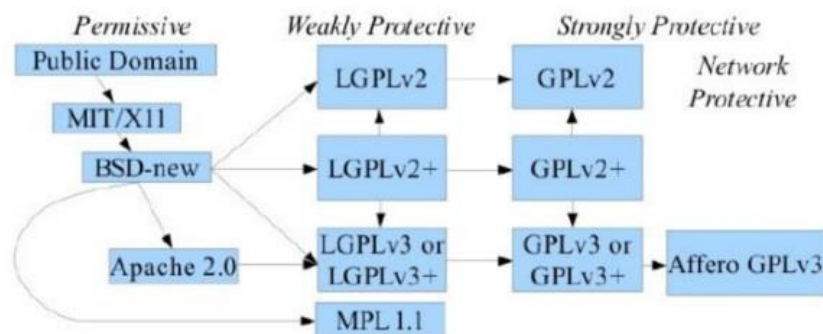 Permissive
Weakly Protective
Strongly Protective
Public Domain
LGPLv2
GPLv2
Network
Protective
MIT/X11
BSD-new
LGPLv2+
GPLv2+
Apache 2.0
LGPLv3 or
LGPLv3+
GPLv3 or
GPLv3+
Affero GPLv3
MPL 1.1